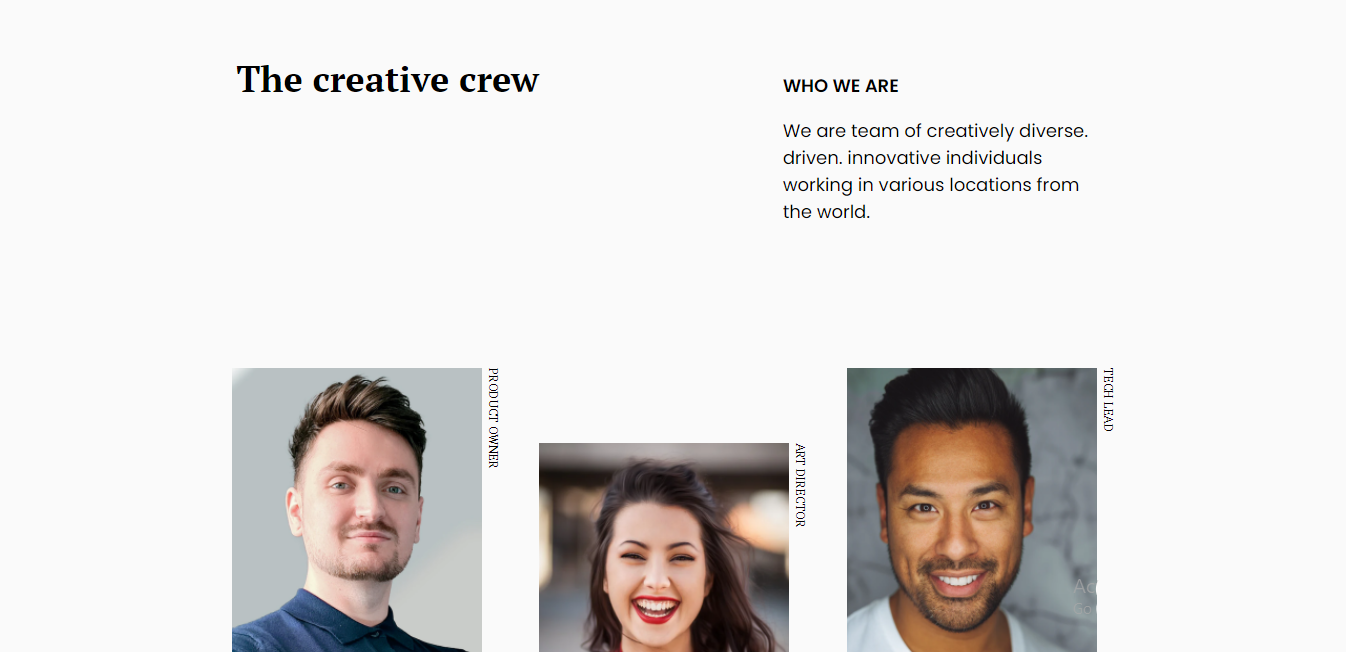 The creative crew
WHO WE ARE
We are team of creatively diverse.
driven. innovative individuals
working in various locations from
the world.
PRODUCT OWNER
ART DIRECTOR
TECH LEAD